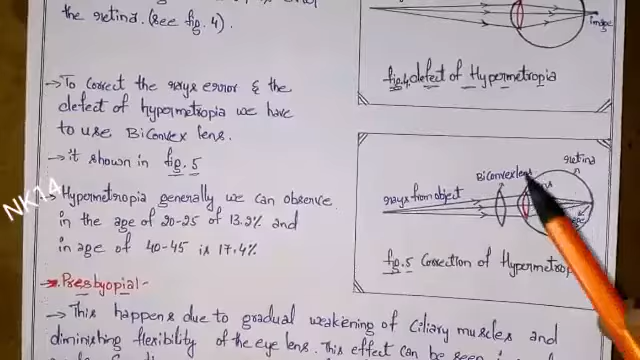 the retina. (see fig. 4).
→ To correct the rays error & the
defect of hypermetropia we have
to use BiConvex lens.
→ it shown in fig. 5
→ Hypermetropia generally we can observe
in the age of 20-25 of 13.2% and
in age of 40-45 is 17.4%
→ Presbyopia! -
→ This happens due to gradual weakening of Ciliary muscles and
diminishing flexibility of the eye lens. This effect can be seen
image
fig. 4. defect of Hypermetropia
retina
BiConvex lens
rays from object
fig. 5 Correction of Hypermetrop
NK14